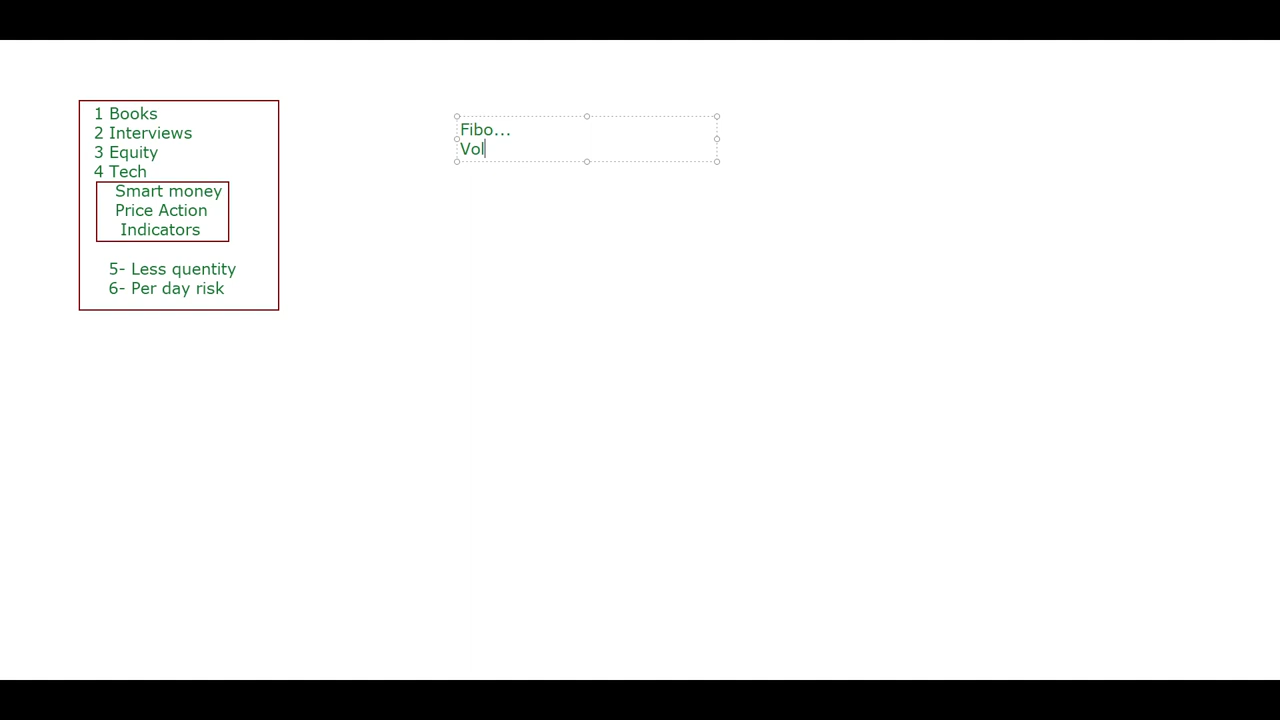 1 Books
2 Interviews
3 Equity
4 Tech
Smart money
Price Action
Indicators
5- Less quentity
6- Per day risk
Fibo...
Vol